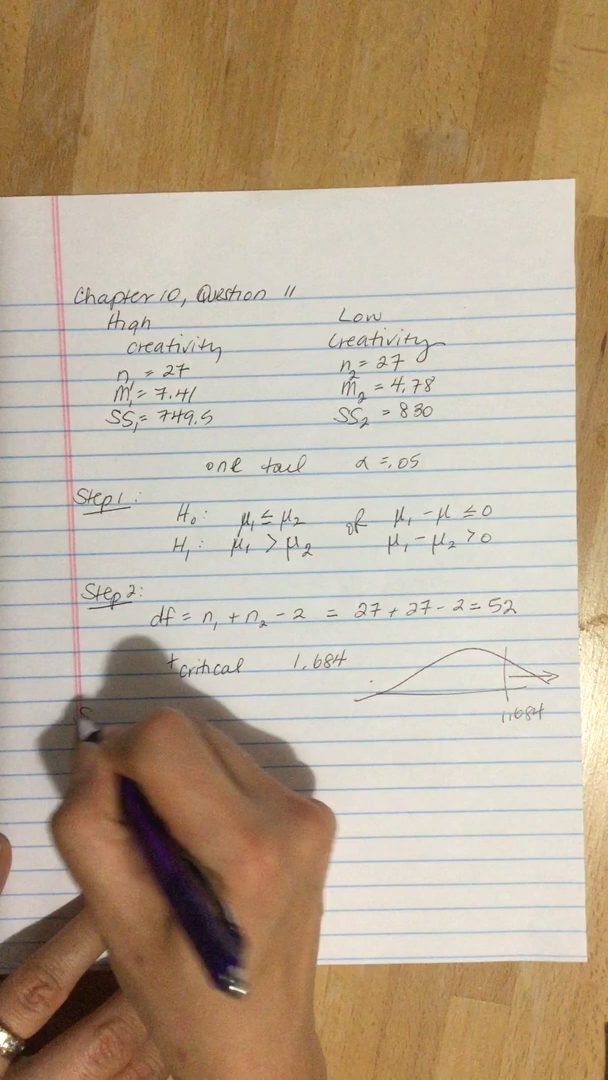 Chapter 10, Question 11
High creativity
n₁ = 27
M₁ = 7.41
SS₁ = 749.5
Low Creativity
n₂ = 27
m₂ = 4.78
SS₂ = 830
one tail α = .05
Step 1:
H₀: μ₁ ≤ μ₂ of μ₁ - μ ≤ 0
H₁: μ₁ > μ₂ μ₁ - μ₂ > 0
Step 2:
df = n₁ + n₂ - 2 = 27 + 27 - 2 = 52
t critical 1.684
1.684